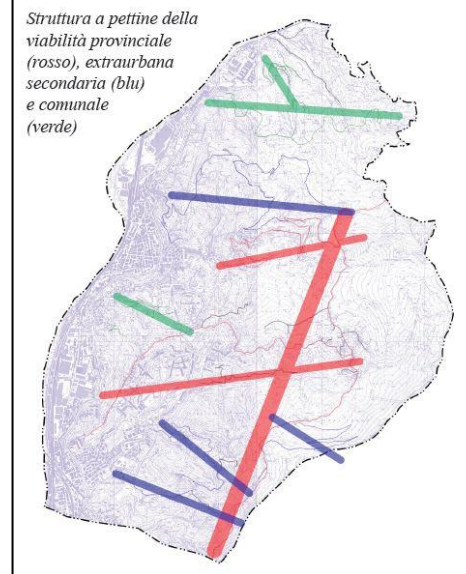 Struttura a pettine della
viabilità provinciale
(rosso), extraurbana
secondaria (blu)
e comunale
(verde)